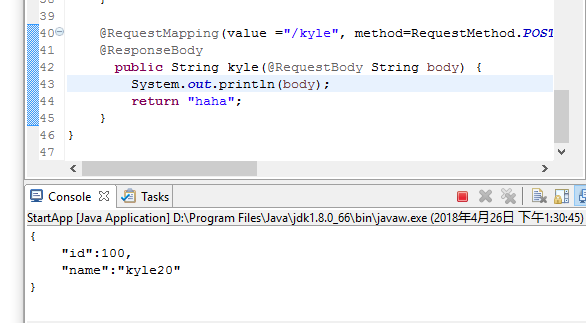 39
40 @RequestMapping(value ="/kyle", method=RequestMethod.POST
41 @ResponseBody
42 public String kyle(@RequestBody String body) {
43 System.out.println(body);
44 return "haha";
45 }
46 }
47
Console Tasks
StartApp [Java Application] D:\Program Files\Java\jdk1.8.0_66\bin\javaw.exe (2018年4月26日 下午1:30:45)
{
"id":100,
"name":"kyle20"
}